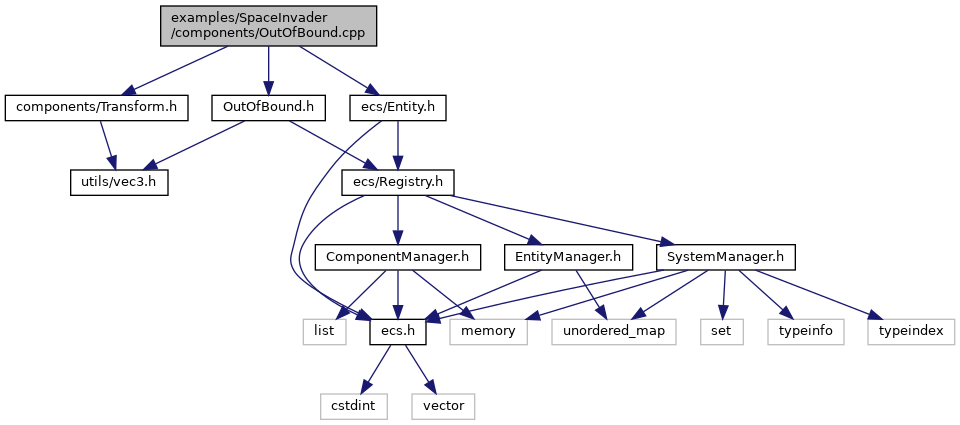 examples/SpaceInvader
/components/OutOfBound.cpp
components/Transform.h
OutOfBound.h
ecs/Entity.h
utils/vec3.h
ecs/Registry.h
ComponentManager.h
EntityManager.h
SystemManager.h
list
ecs.h
memory
unordered_map
set
typeinfo
typeindex
cstdint
vector